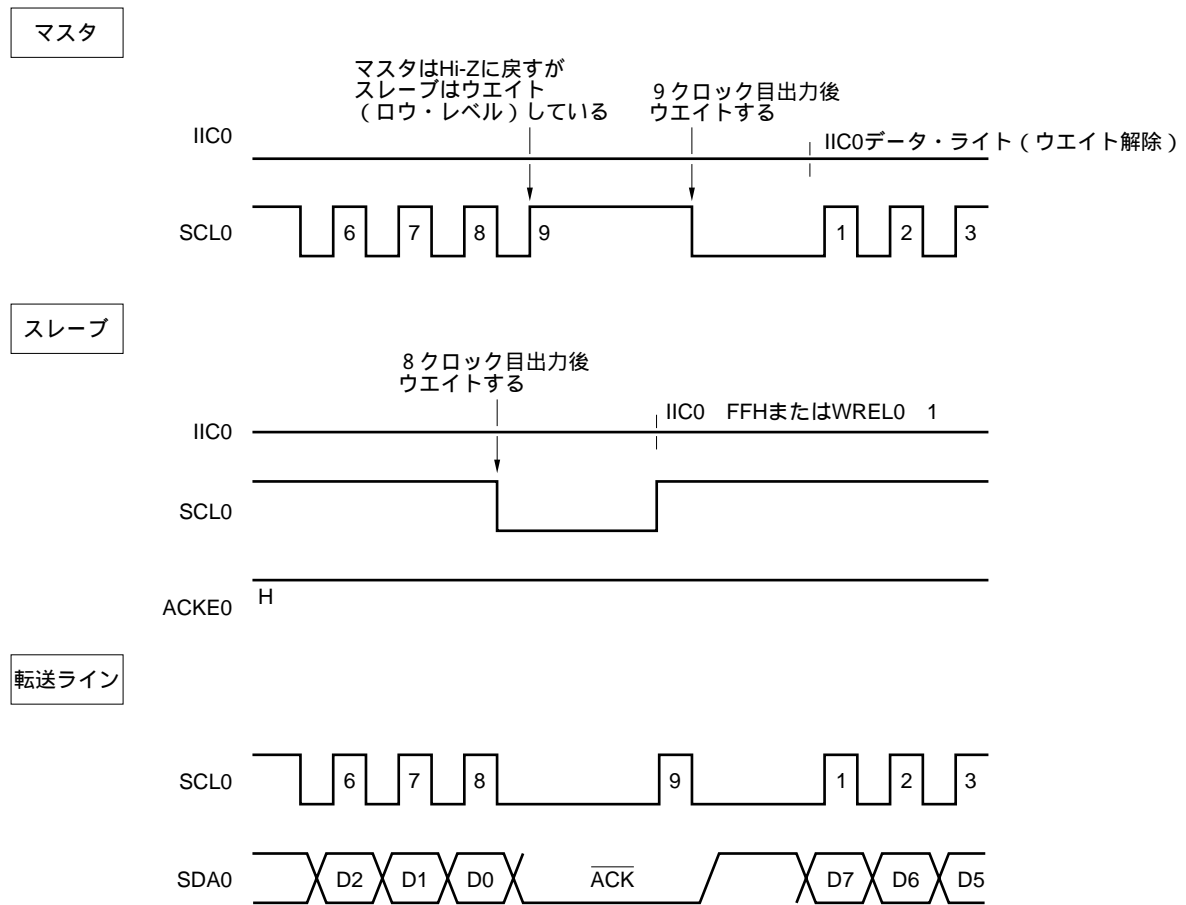 マスタ
マスタはHi-Zに戻すが
スレーブはウエイト
（ロウ・レベル）している
9クロック目出力後
ウエイトする
IIC0
IIC0データ・ライト（ウエイト解除）
SCL0
6
7
8
9
1
2
3
スレーブ
8クロック目出力後
ウエイトする
IIC0
IIC0 FFHまたはWREL0 1
SCL0
ACKE0
H
転送ライン
SCL0
6
7
8
9
1
2
3
SDA0
D2
D1
D0
ACK
D7
D6
D5